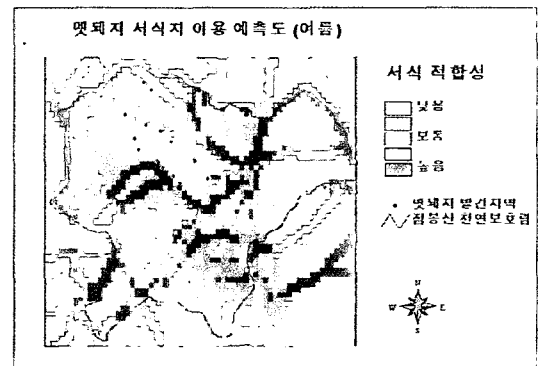 멧돼지 서식지 이용 예측도 (여름)
서식 적합성
낮음
보통
높음
멧돼지 발견지역
점봉산 천연보호림
N
W E
S